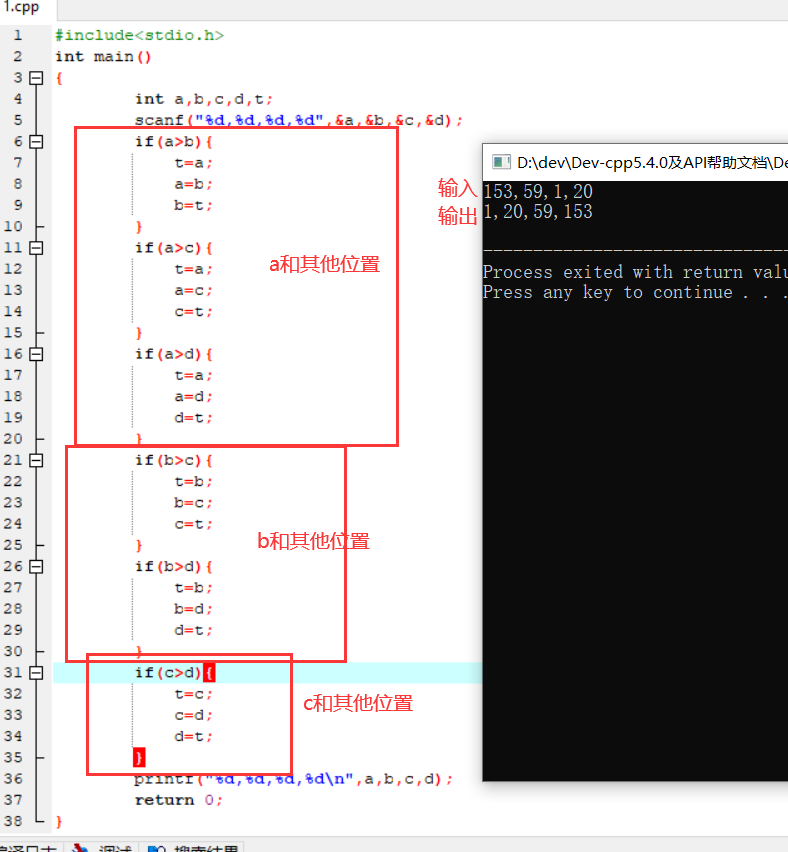 1.cpp
1 #include<stdio.h>
2 int main()
3 {
4 int a,b,c,d,t;
5 scanf("%d,%d,%d,%d",&a,&b,&c,&d);
6 if(a>b){
7 t=a;
8 a=b;
9 b=t;
10 }
11 if(a>c){
12 t=a;
13 a=c;
14 c=t;
15 }
16 if(a>d){
17 t=a;
18 a=d;
19 d=t;
20 }
21 if(b>c){
22 t=b;
23 b=c;
24 c=t;
25 }
26 if(b>d){
27 t=b;
28 b=d;
29 d=t;
30 }
31 if(c>d){
32 t=c;
33 c=d;
34 d=t;
35 }
36 printf("%d,%d,%d,%d\n",a,b,c,d);
37 return 0;
38 }
a和其他位置
b和其他位置
c和其他位置
D:\dev\Dev-cpp5.4.0及API帮助文档\De
输入 153,59,1,20
输出 1,20,59,153
--------------------------------
Process exited with return valu
Press any key to continue . . .
调试
搜索结果